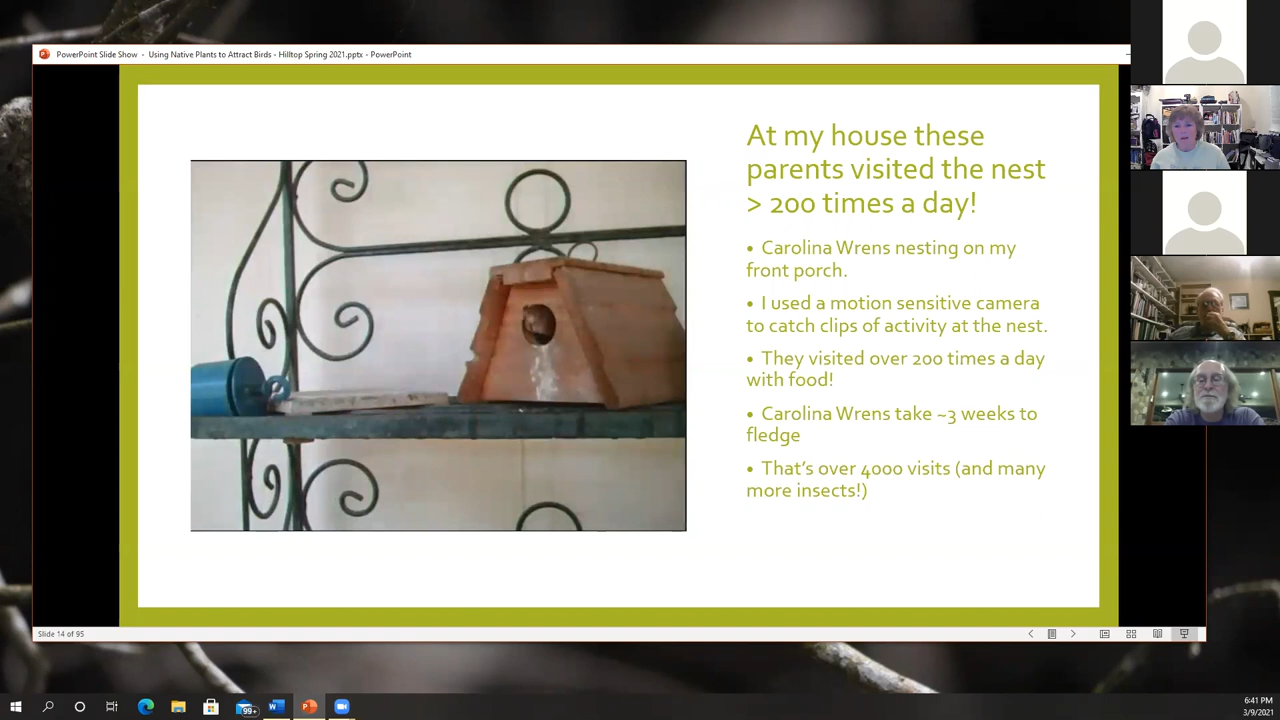 PowerPoint Slide Show - Using Native Plants to Attract Birds - Hilltop Spring 2021.pptx - PowerPoint
At my house these
parents visited the nest
> 200 times a day!
• Carolina Wrens nesting on my
front porch.
• I used a motion sensitive camera
to catch clips of activity at the nest.
• They visited over 200 times a day
with food!
• Carolina Wrens take ~3 weeks to
fledge
• That's over 4000 visits (and many
more insects!)
Slide 14 of 95
99+
6:41 PM
3/9/2021